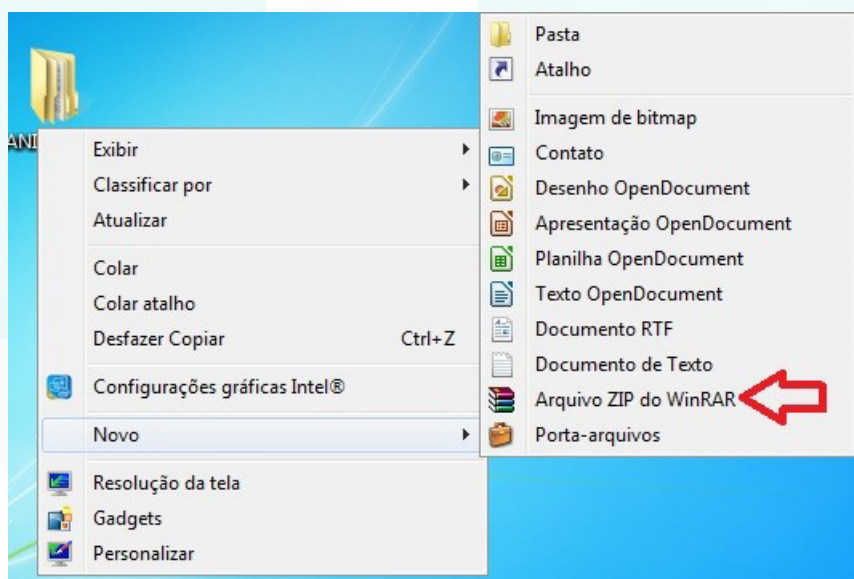 ANI
Exibir
Classificar por
Atualizar
Colar
Colar atalho
Desfazer Copiar Ctrl+Z
Configurações gráficas Intel®
Novo
Resolução da tela
Gadgets
Personalizar
Pasta
Atalho
Imagem de bitmap
Contato
Desenho OpenDocument
Apresentação OpenDocument
Planilha OpenDocument
Texto OpenDocument
Documento RTF
Documento de Texto
Arquivo ZIP do WinRAR
Porta-arquivos